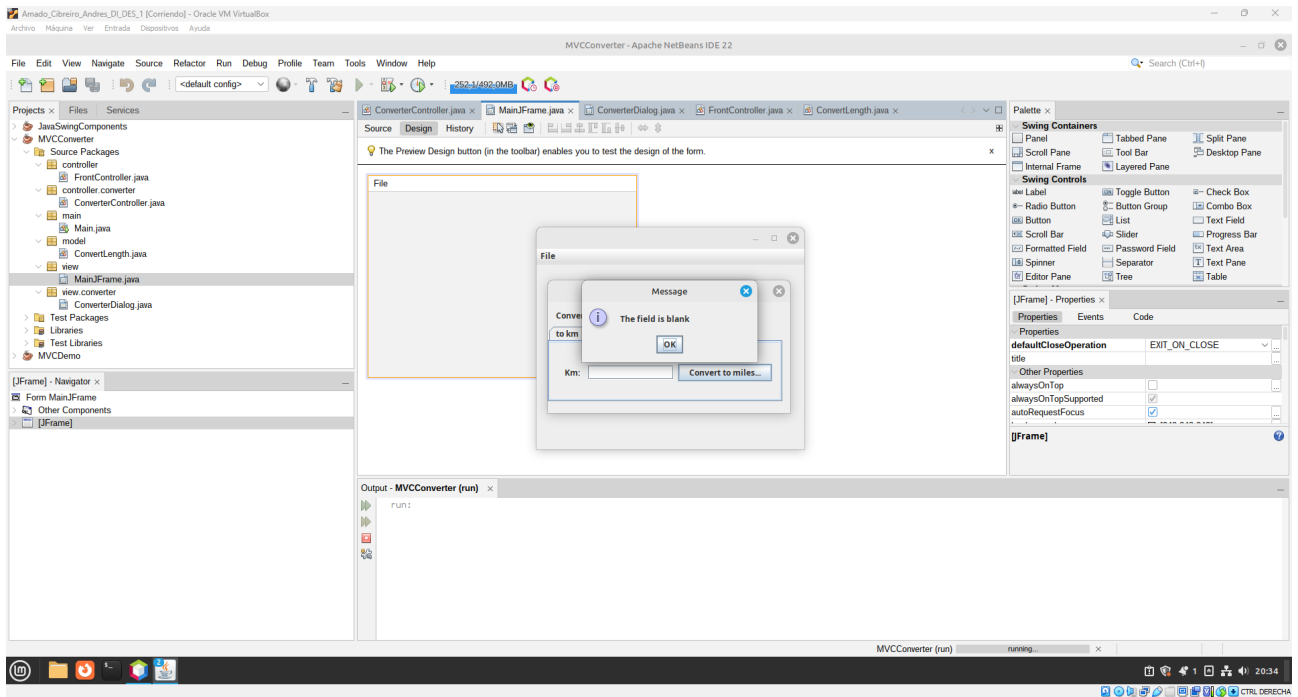 Amado_Cibreiro_Andres_DI_DES_1 [Corriendo] - Oracle VM VirtualBox
Archivo Máquina Ver Entrada Dispositivos Ayuda
MVCConverter - Apache NetBeans IDE 22
File Edit View Navigate Source Refactor Run Debug Profile Team Tools Window Help
Search (Ctrl+I)
<default config>
252,1/492,0MB
Projects Files Services
JavaSwingComponents
MVCConverter
Source Packages
controller
FrontController.java
controller.converter
ConverterController.java
main
Main.java
model
ConvertLength.java
view
MainJFrame.java
view.converter
ConverterDialog.java
Test Packages
Libraries
Test Libraries
MVCDemo
[JFrame] - Navigator
Form MainJFrame
Other Components
[JFrame]
ConverterController.java MainJFrame.java ConverterDialog.java FrontController.java ConvertLength.java
Source Design History
The Preview Design button (in the toolbar) enables you to test the design of the form. x
File
File
Message
Conve
The field is blank
to km
OK
Km: Convert to miles...
Output - MVCConverter (run)
run:
Palette
Swing Containers
Panel Tabbed Pane Split Pane
Scroll Pane Tool Bar Desktop Pane
Internal Frame Layered Pane
Swing Controls
label Label Toggle Button Check Box
Radio Button Button Group Combo Box
Button List Text Field
Scroll Bar Slider Progress Bar
Formatted Field Password Field Text Area
Spinner Separator Text Pane
Editor Pane Tree Table
[JFrame] - Properties
Properties Events Code
Properties
defaultCloseOperation EXIT_ON_CLOSE
title
Other Properties
alwaysOnTop
alwaysOnTopSupported
autoRequestFocus
[JFrame]
MVCConverter (run) running...
2
1 20:34
CTRL DERECHA